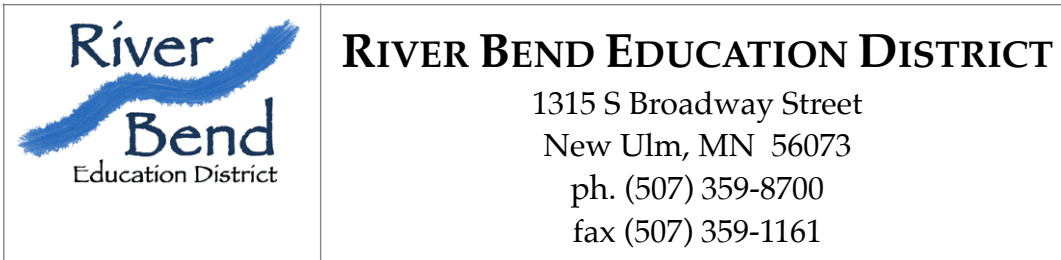 River
Bend
Education District
RIVER BEND EDUCATION DISTRICT
1315 S Broadway Street
New Ulm, MN  56073
ph. (507) 359-8700
fax (507) 359-1161